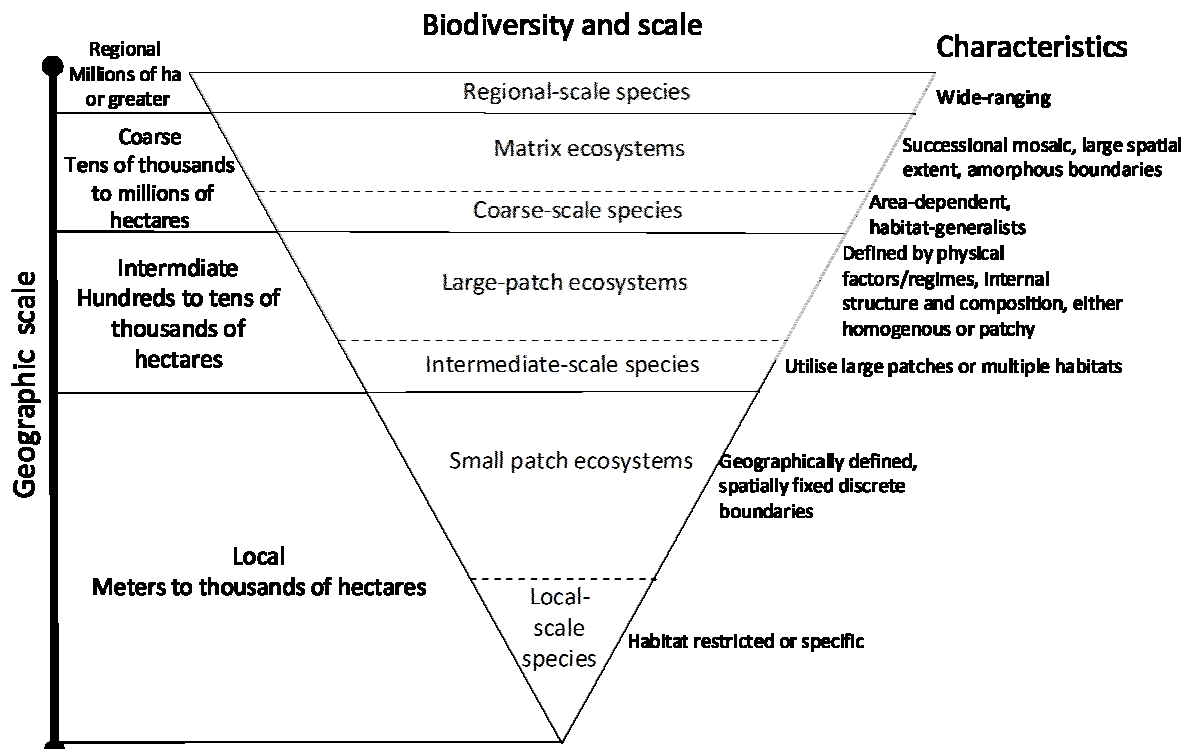 Biodiversity and scale
Characteristics
Geographic scale
Regional
Millions of ha
or greater
Regional-scale species
Wide-ranging
Coarse
Tens of thousands
to millions of
hectares
Matrix ecosystems
Successional mosaic, large spatial
extent, amorphous boundaries
Coarse-scale species
Area-dependent,
habitat-generalists
Intermdiate
Hundreds to tens of
thousands of
hectares
Large-patch ecosystems
Defined by physical
factors/regimes, internal
structure and composition, either
homogenous or patchy
Intermediate-scale species
Utilise large patches or multiple habitats
Local
Meters to thousands of hectares
Small patch ecosystems
Geographically defined,
spatially fixed discrete
boundaries
Local-
scale
species
Habitat restricted or specific